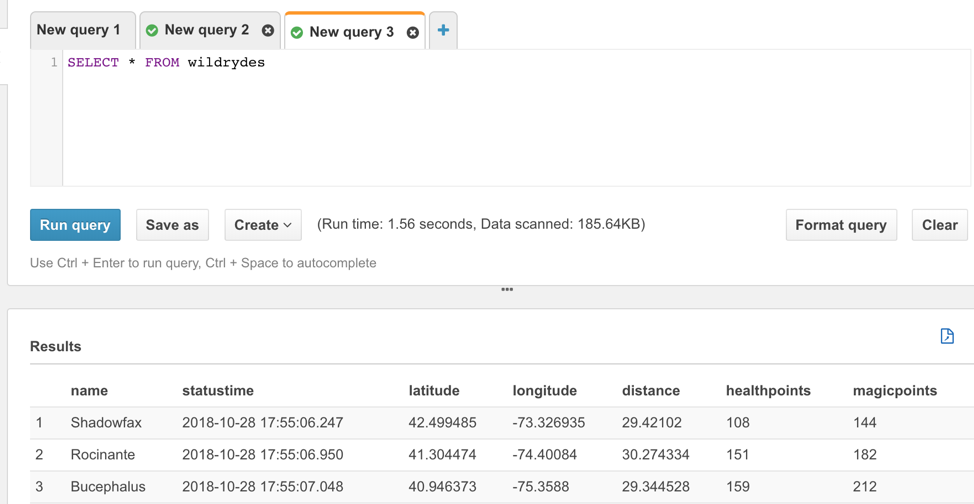 New query 1 New query 2 New query 3 +
1 SELECT * FROM wildrydes
Run query Save as Create (Run time: 1.56 seconds, Data scanned: 185.64KB) Format query Clear
Use Ctrl + Enter to run query, Ctrl + Space to autocomplete
Results
name statustime latitude longitude distance healthpoints magicpoints
1 Shadowfax 2018-10-28 17:55:06.247 42.499485 -73.326935 29.42102 108 144
2 Rocinante 2018-10-28 17:55:06.950 41.304474 -74.40084 30.274334 151 182
3 Bucephalus 2018-10-28 17:55:07.048 40.946373 -75.3588 29.344528 159 212